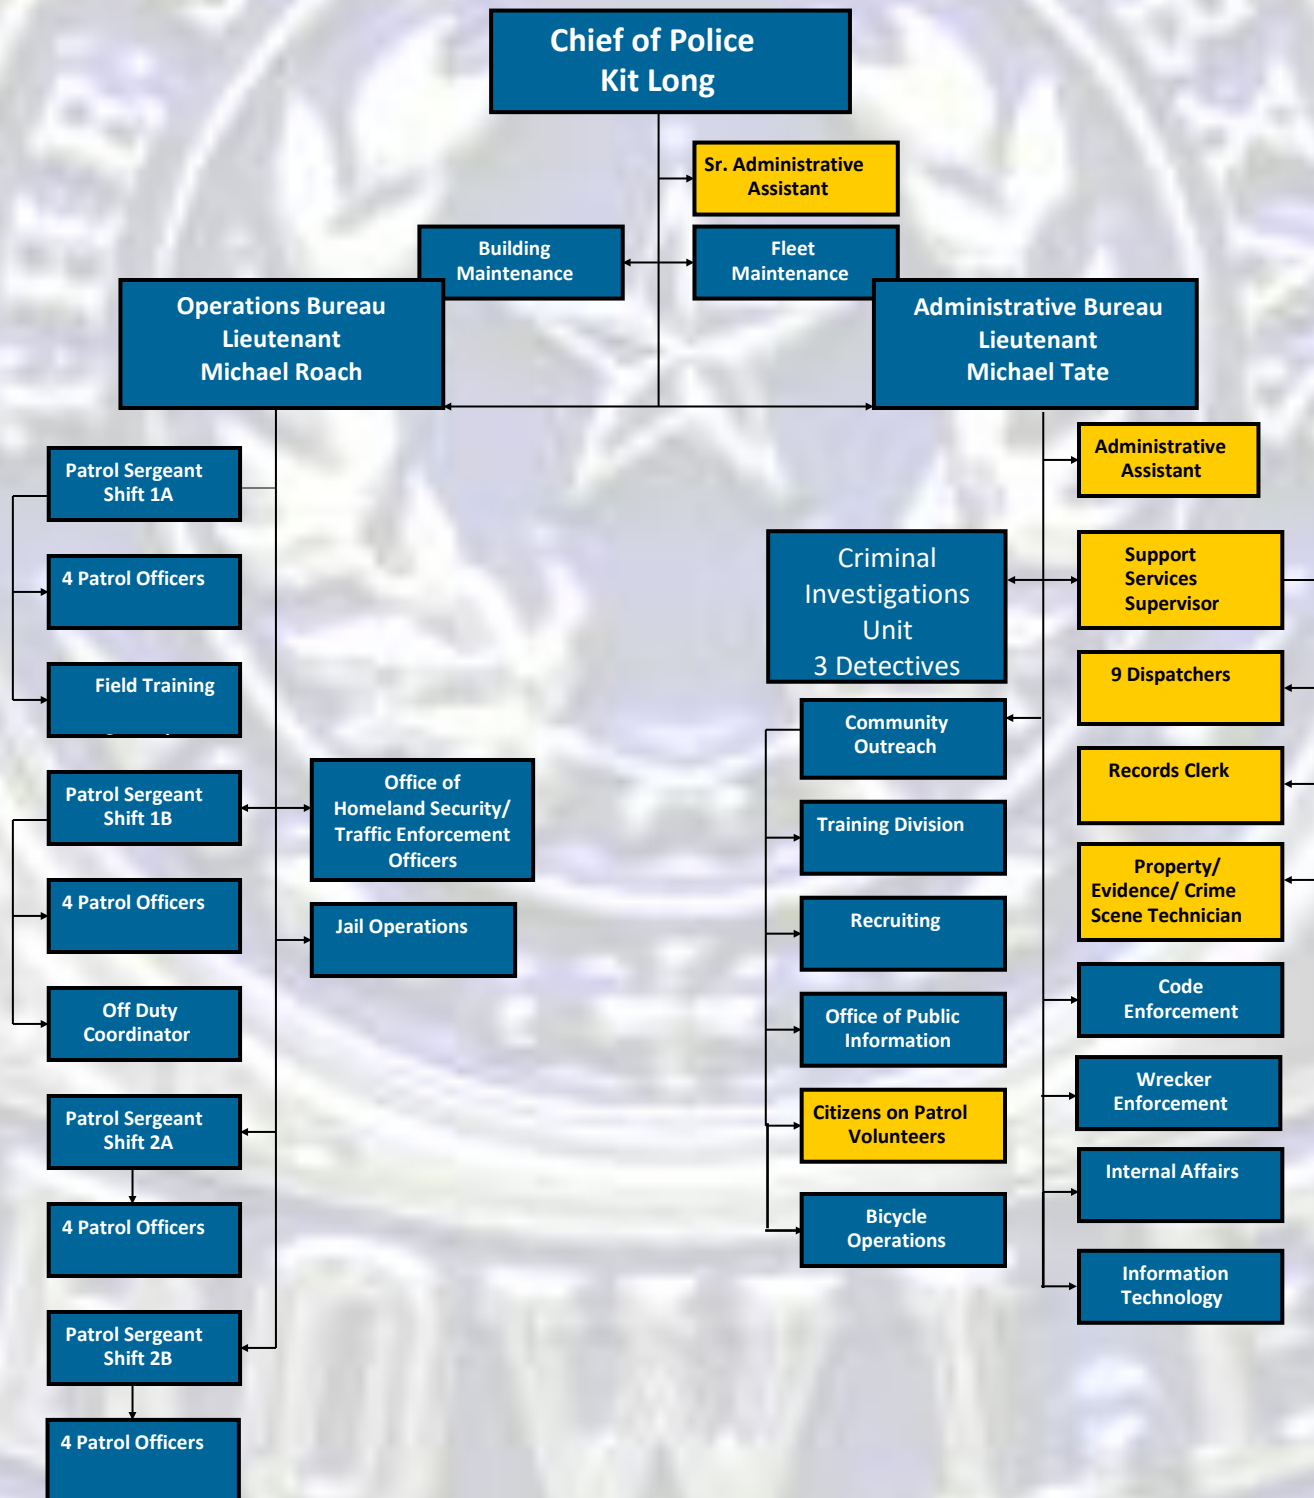 Chief of Police
Kit Long
Sr. Administrative
Assistant
Building
Maintenance
Fleet
Maintenance
Operations Bureau
Lieutenant
Michael Roach
Administrative Bureau
Lieutenant
Michael Tate
Patrol Sergeant
Shift 1A
4 Patrol Officers
Field Training
Patrol Sergeant
Shift 1B
4 Patrol Officers
Off Duty
Coordinator
Patrol Sergeant
Shift 2A
4 Patrol Officers
Patrol Sergeant
Shift 2B
4 Patrol Officers
Office of
Homeland Security/
Traffic Enforcement
Officers
Jail Operations
Criminal
Investigations
Unit
3 Detectives
Community
Outreach
Training Division
Recruiting
Office of Public
Information
Citizens on Patrol
Volunteers
Bicycle
Operations
Administrative
Assistant
Support
Services
Supervisor
9 Dispatchers
Records Clerk
Property/
Evidence/ Crime
Scene Technician
Code
Enforcement
Wrecker
Enforcement
Internal Affairs
Information
Technology